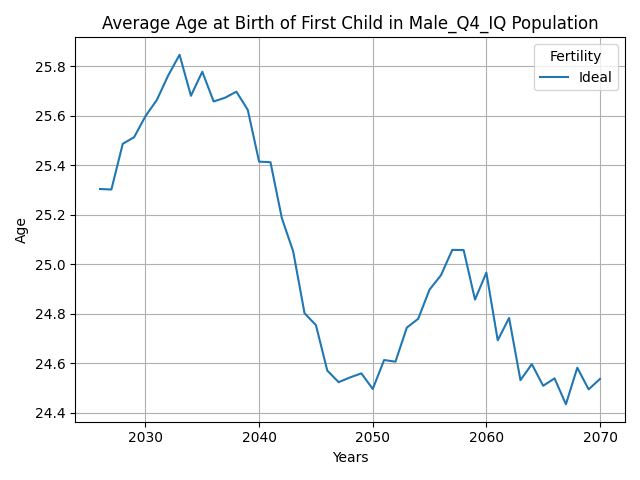 Average Age at Birth of First Child in Male_Q4_IQ Population
Fertility
Ideal
Age
25.8
25.6
25.4
25.2
25.0
24.8
24.6
24.4
2030
2040
2050
2060
2070
Years